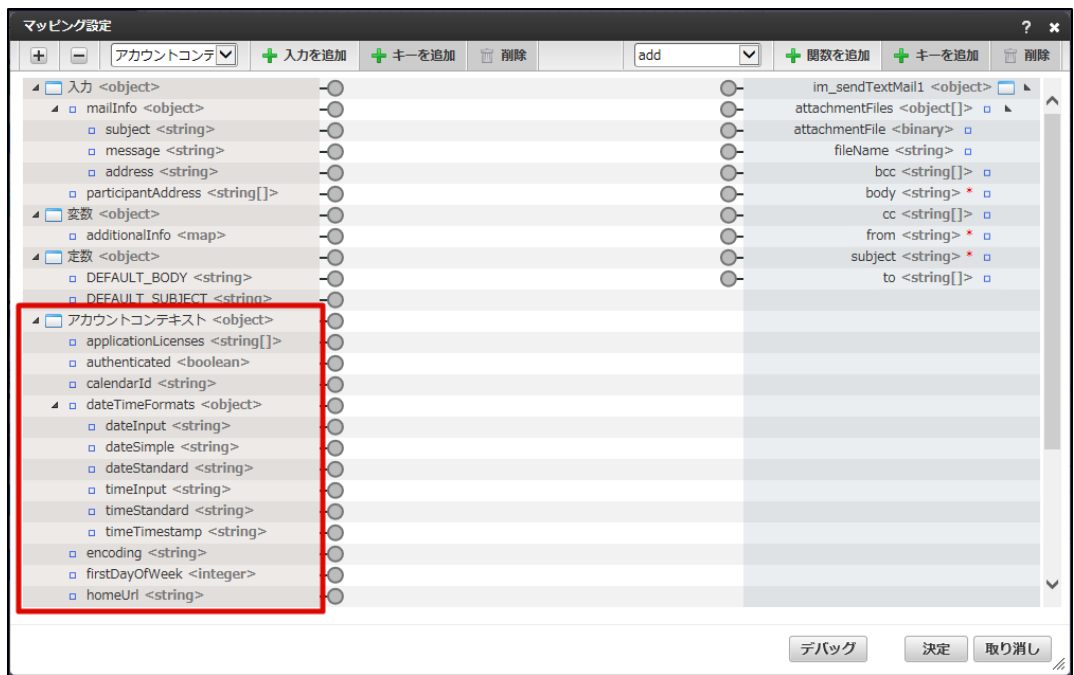 マッピング設定 ? ×
アカウントコンテ 入力を追加 キーを追加 削除 add 関数を追加 キーを追加 削除
入力 <object>
mailInfo <object>
subject <string>
message <string>
address <string>
participantAddress <string[]>
変数 <object>
additionalInfo <map>
定数 <object>
DEFAULT_BODY <string>
DEFAULT_SUBJECT <string>
アカウントコンテキスト <object>
applicationLicenses <string[]>
authenticated <boolean>
calendarId <string>
dateTimeFormats <object>
dateInput <string>
dateSimple <string>
dateStandard <string>
timeInput <string>
timeStandard <string>
timeTimestamp <string>
encoding <string>
firstDayOfWeek <integer>
homeUrl <string>
im_sendTextMail1 <object>
attachmentFiles <object[]>
attachmentFile <binary>
fileName <string>
bcc <string[]>
body <string> *
cc <string[]>
from <string> *
subject <string> *
to <string[]>
デバッグ 決定 取り消し